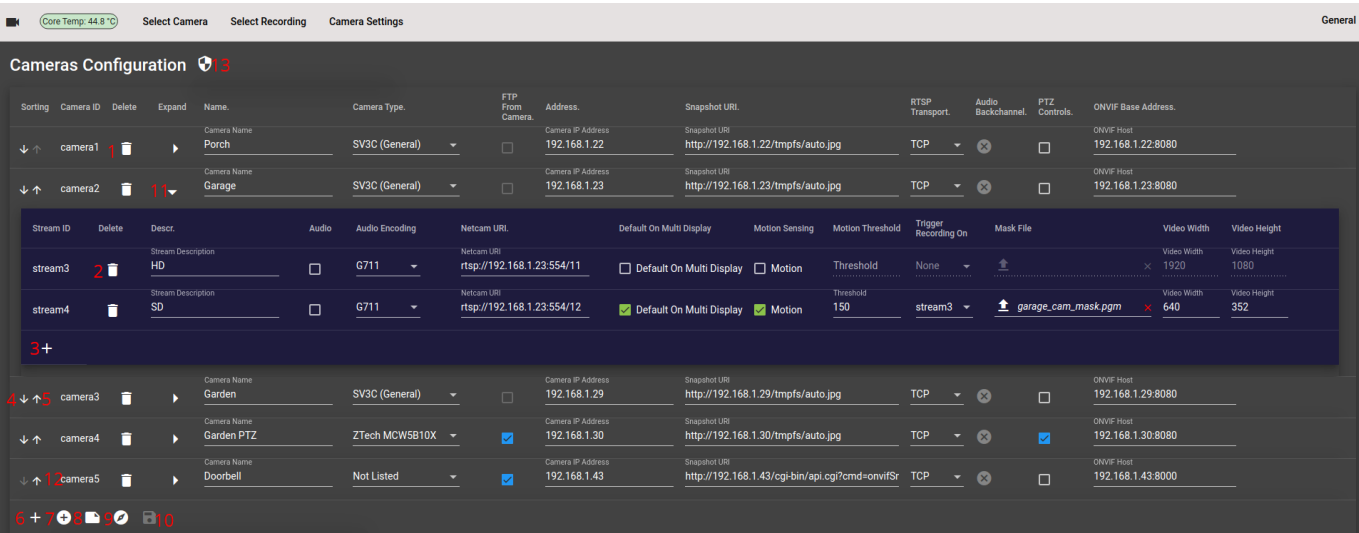 Core Temp: 44.8 °C Select Camera Select Recording Camera Settings General
Cameras Configuration 13
Sorting Camera ID Delete Expand Name. Camera Type. FTP From Camera. Address. Snapshot URI. RTSP Transport. Audio Backchannel. PTZ Controls. ONVIF Base Address.
Camera Name Camera IP Address Snapshot URI ONVIF Host
camera1 1 Porch SV3C (General) 192.168.1.22 http://192.168.1.22/tmpfs/auto.jpg TCP 192.168.1.22:8080
Camera Name Camera IP Address Snapshot URI ONVIF Host
camera2 11 Garage SV3C (General) 192.168.1.23 http://192.168.1.23/tmpfs/auto.jpg TCP 192.168.1.23:8080
Stream ID Delete Descr. Audio Audio Encoding Netcam URI. Default On Multi Display Motion Sensing Motion Threshold Trigger Recording On Mask File Video Width Video Height
Stream Description Netcam URI Video Width Video Height
stream3 2 HD G711 rtsp://192.168.1.23:554/11 Default On Multi Display Motion Threshold None 1920 1080
Stream Description Netcam URI Threshold Video Width Video Height
stream4 SD G711 rtsp://192.168.1.23:554/12 Default On Multi Display Motion 150 stream3 garage_cam_mask.pgm 640 352
3
Camera Name Camera IP Address Snapshot URI ONVIF Host
4 5 camera3 Garden SV3C (General) 192.168.1.29 http://192.168.1.29/tmpfs/auto.jpg TCP 192.168.1.29:8080
Camera Name Camera IP Address Snapshot URI ONVIF Host
camera4 Garden PTZ ZTech MCW5B10X 192.168.1.30 http://192.168.1.30/tmpfs/auto.jpg TCP 192.168.1.30:8080
Camera Name Camera IP Address Snapshot URI ONVIF Host
12 camera5 Doorbell Not Listed 192.168.1.43 http://192.168.1.43/cgi-bin/api.cgi?cmd=onvifSr TCP 192.168.1.43:8000
6 7 8 9 10